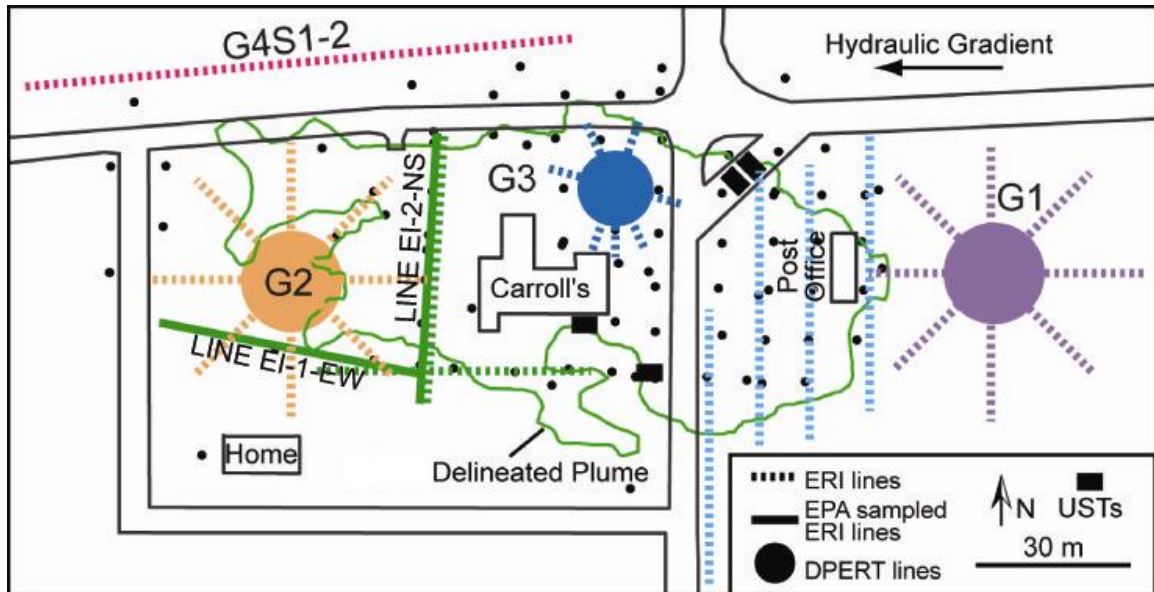 G4S1-2
Hydraulic Gradient
LINE EI-2-NS
G3
G1
G2
Post
Office
Carroll's
LINE EI-1-EW
Home
Delineated Plume
ERI lines
EPA sampled
ERI lines
DPERT lines
N
USTs
30 m